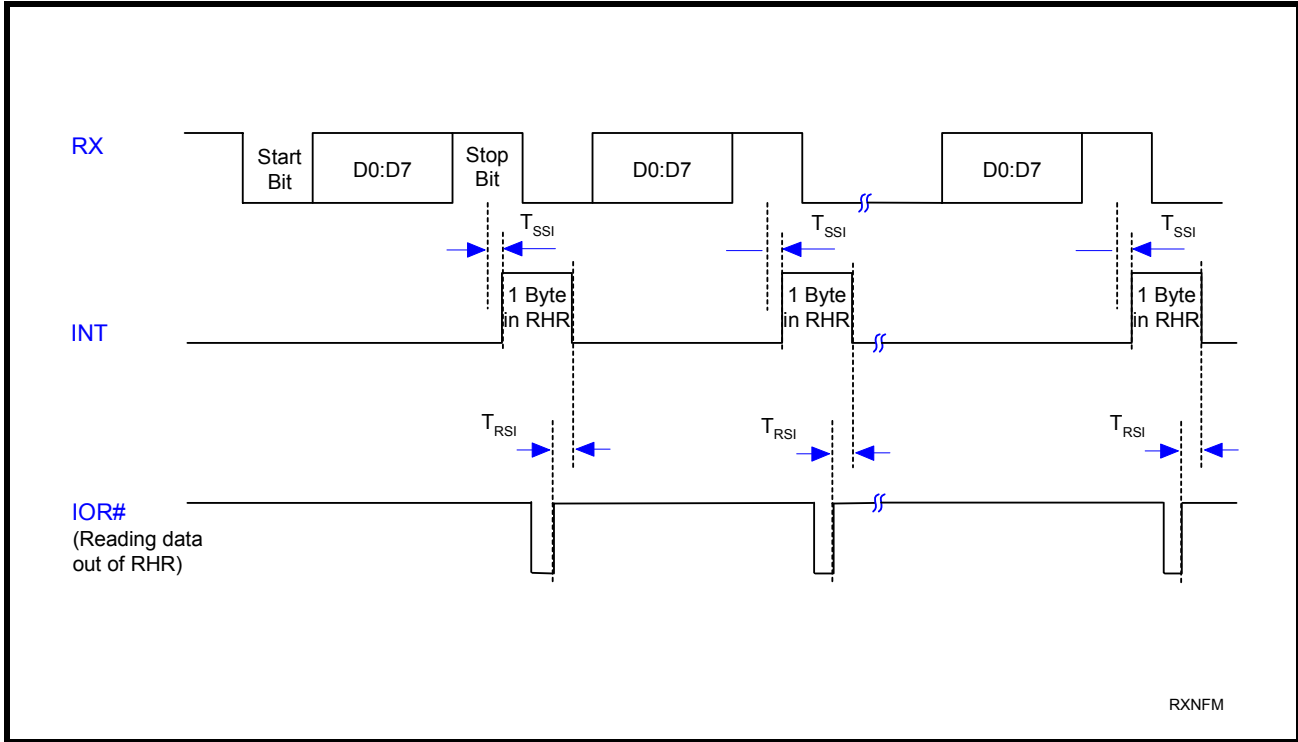 RX
Start
Bit
D0:D7
Stop
Bit
D0:D7
D0:D7
TSSI
TSSI
TSSI
INT
1 Byte
in RHR
1 Byte
in RHR
1 Byte
in RHR
TRSI
TRSI
TRSI
IOR#
(Reading data
out of RHR)
RXNFM